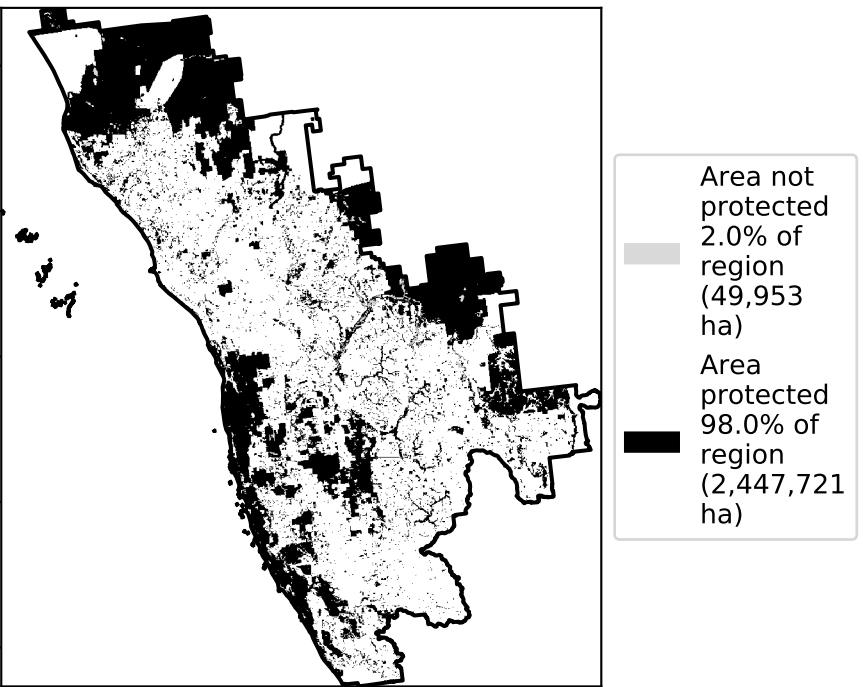 Area not
protected
2.0% of
region
(49,953
ha)
Area
protected
98.0% of
region
(2,447,721
ha)